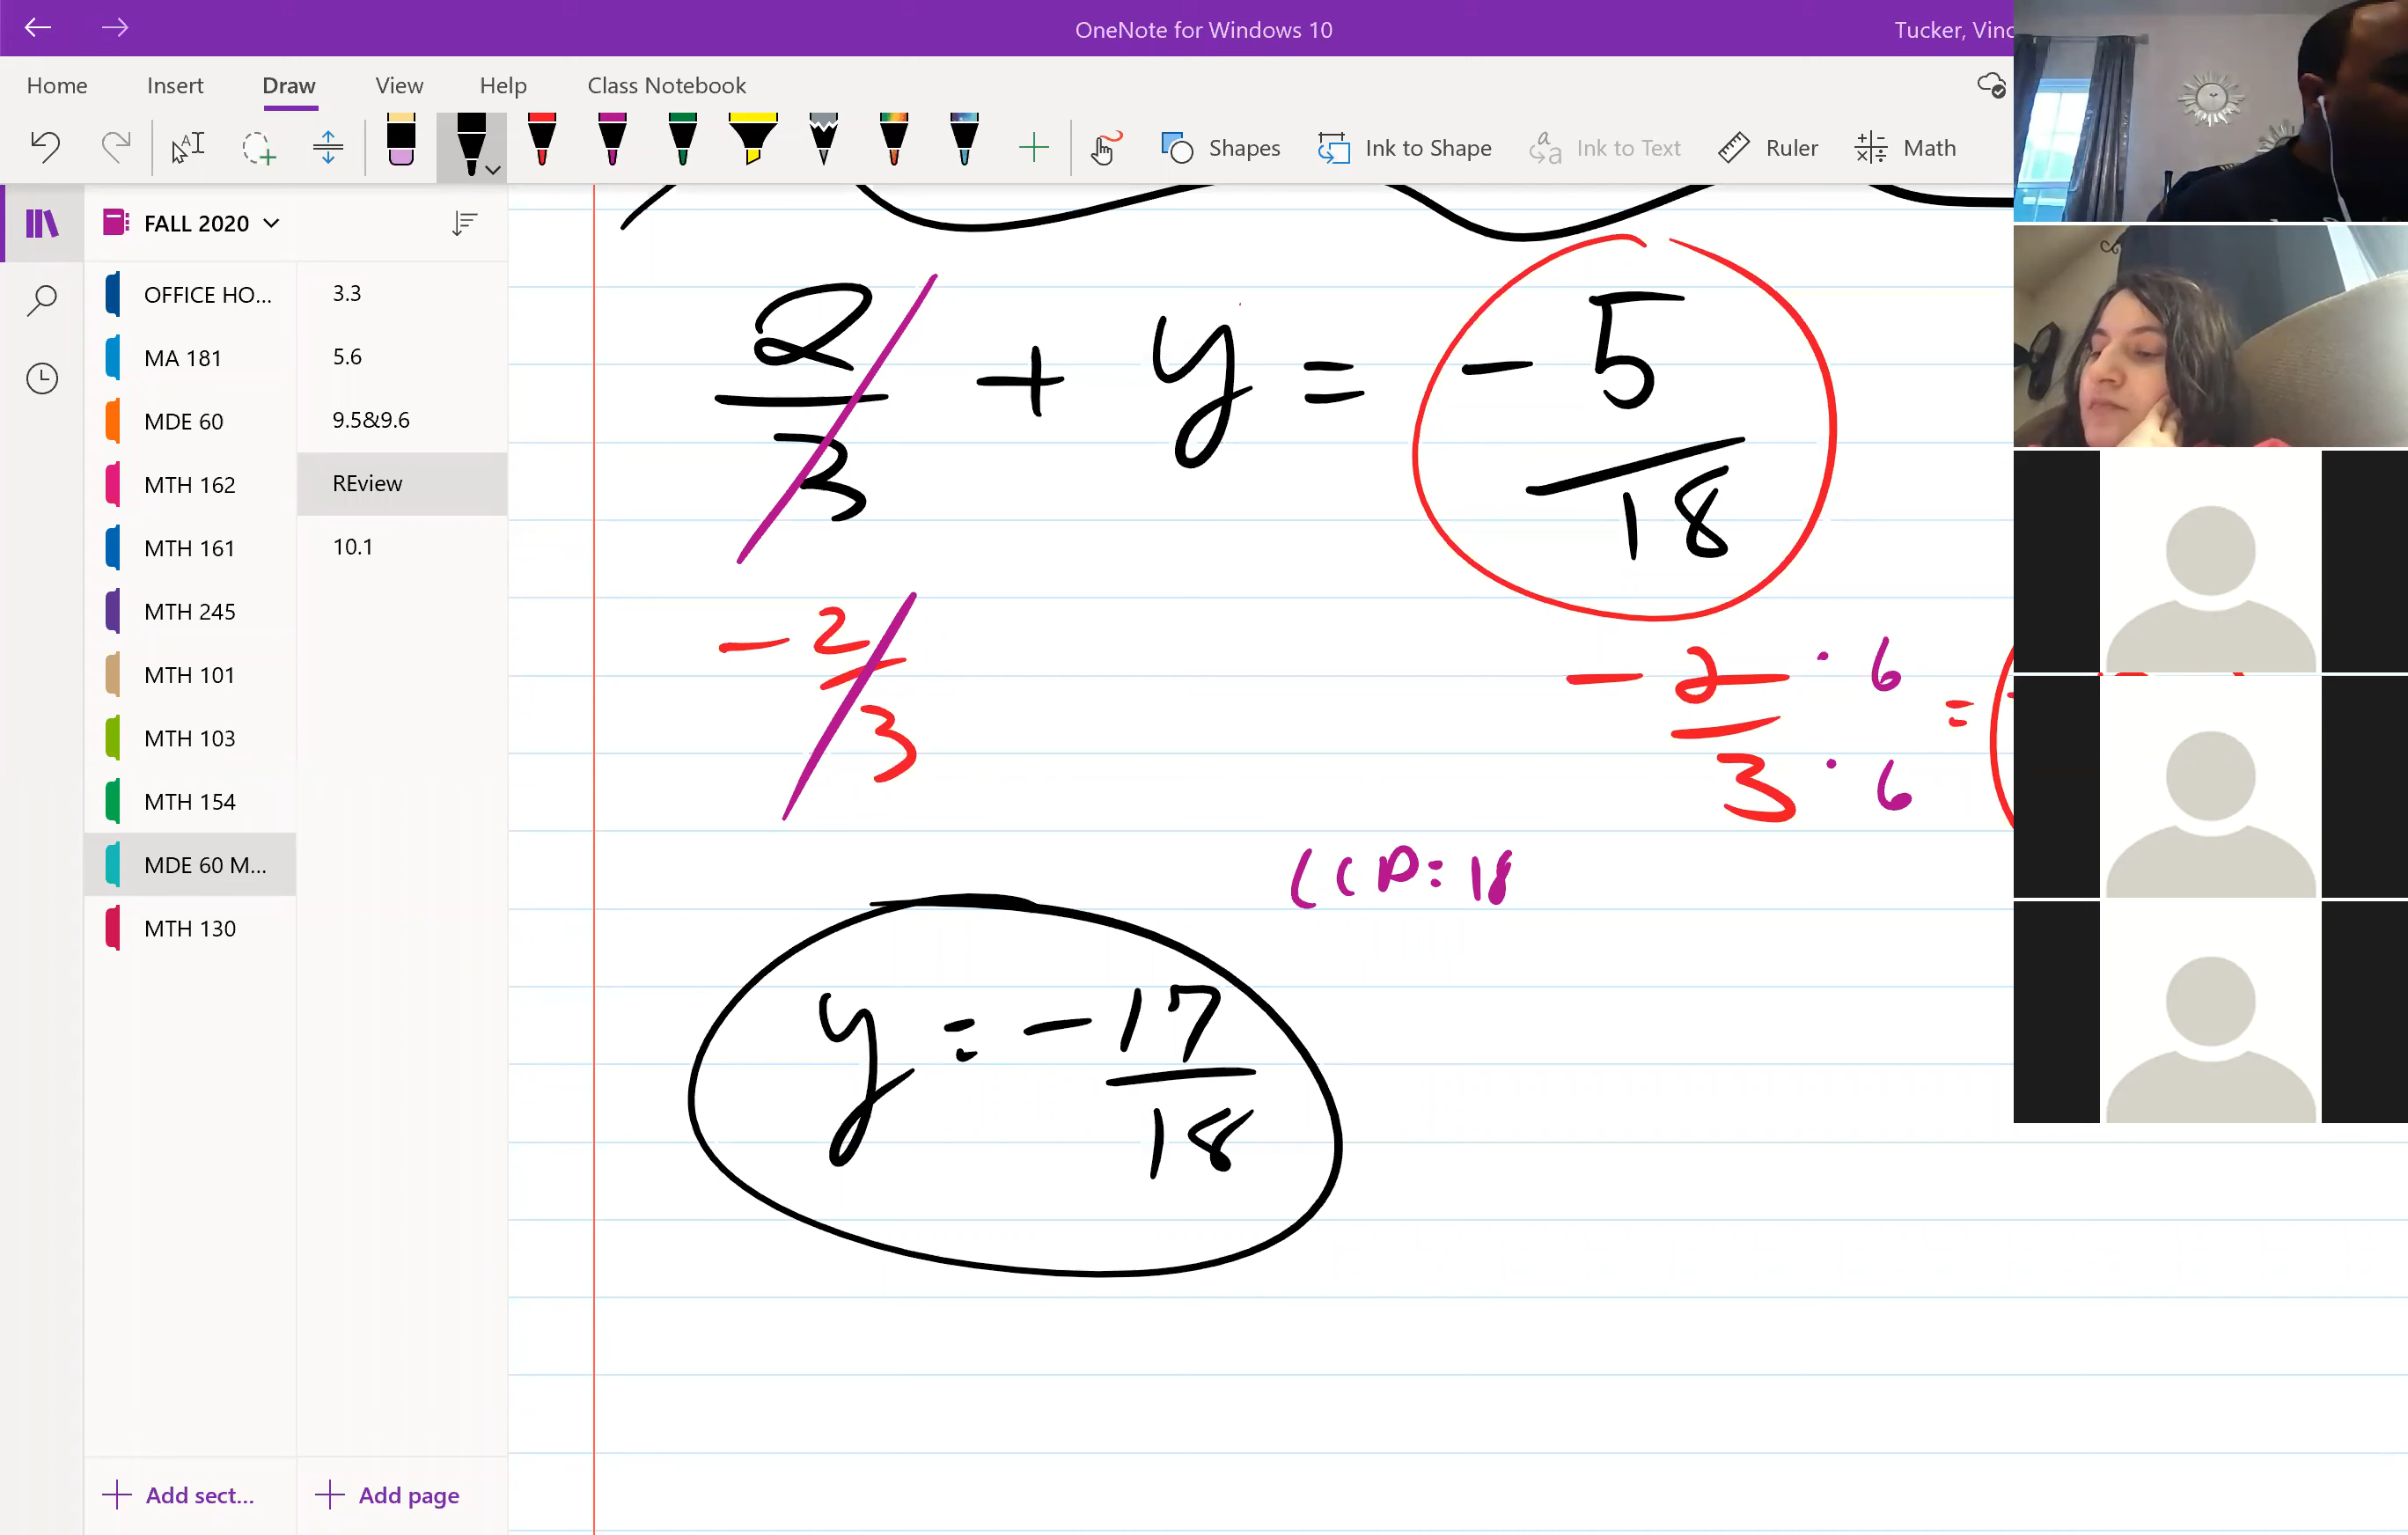 OneNote for Windows 10
Tucker, Vinc
Home Insert Draw View Help Class Notebook
Shapes Ink to Shape Ink to Text Ruler Math
FALL 2020
OFFICE HO...
MA 181
MDE 60
MTH 162
MTH 161
MTH 245
MTH 101
MTH 103
MTH 154
MDE 60 M...
MTH 130
Add sect...
3.3
5.6
9.5&9.6
REview
10.1
Add page
2/3 + y = -5/18
-2/3 -2/3 · 6 · 6 =
LCD: 18
y = -17/18